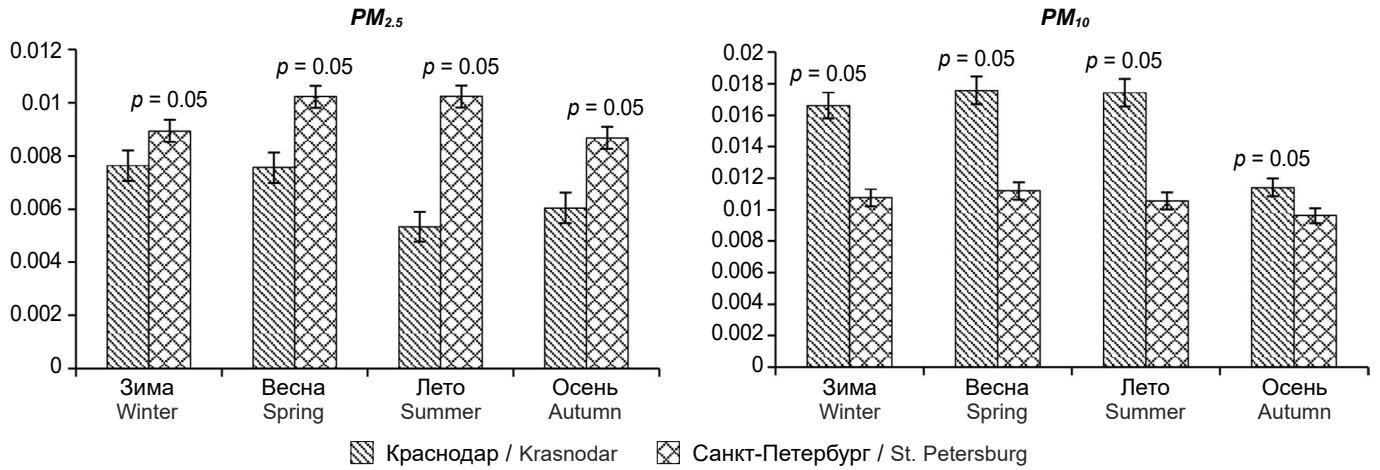 PM2.5
0.012
0.01
0.008
0.006
0.004
0.002
0
p = 0.05
p = 0.05
p = 0.05
p = 0.05
Зима
Winter
Весна
Spring
Лето
Summer
Осень
Autumn
PM10
0.02
0.018
0.016
0.014
0.012
0.01
0.008
0.006
0.004
0.002
0
p = 0.05
p = 0.05
p = 0.05
p = 0.05
Зима
Winter
Весна
Spring
Лето
Summer
Осень
Autumn
Краснодар / Krasnodar
Санкт-Петербург / St. Petersburg